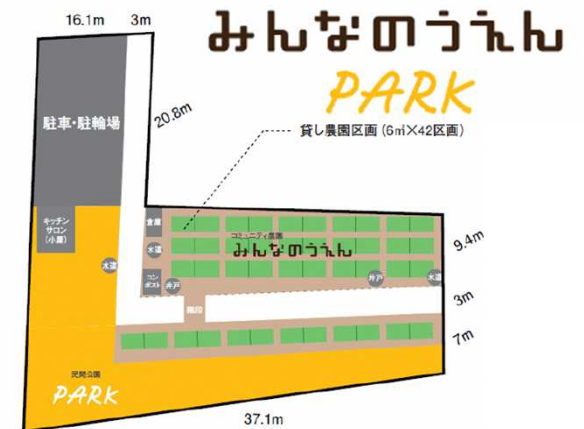 16.1m 3m
みんなのうえん
PARK
20.8m
駐車・駐輪場
貸し農園区画 (6㎡×42区画)
キッチン
サロン
(小屋)
倉庫
コミュニティ農園
みんなのうえん
水道
水道
コン
ポスト
井戸
井戸
水道
9.4m
3m
階段
7m
民間公園
PARK
37.1m